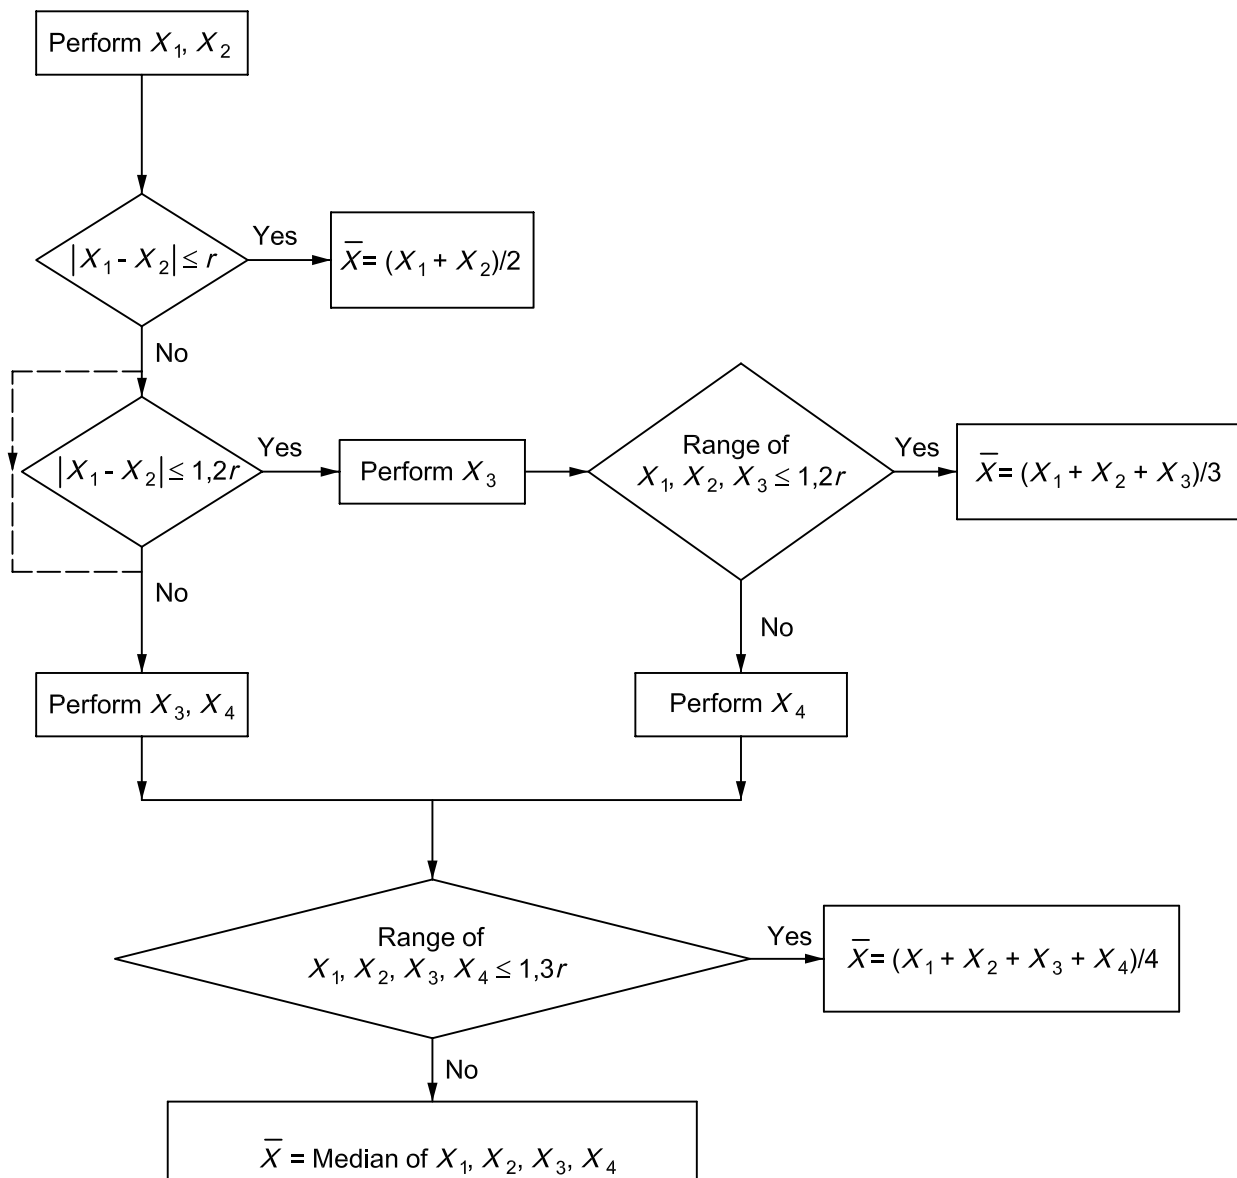 Perform X₁, X₂
|X₁ - X₂| ≤ r
Yes
X̅ = (X₁ + X₂)/2
No
|X₁ - X₂| ≤ 1,2r
Yes
Perform X₃
Range of
X₁, X₂, X₃ ≤ 1,2r
Yes
X̅ = (X₁ + X₂ + X₃)/3
No
No
Perform X₃, X₄
Perform X₄
Range of
X₁, X₂, X₃, X₄ ≤ 1,3r
Yes
X̅ = (X₁ + X₂ + X₃ + X₄)/4
No
X̅ = Median of X₁, X₂, X₃, X₄